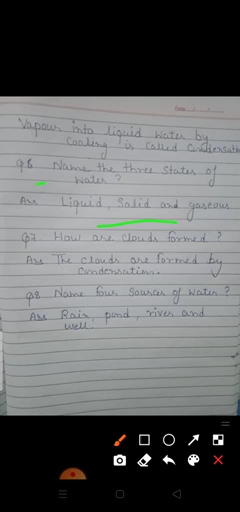 Vapour into liquid water by
Cooling is called Condensation
Q6 Name the three states of
water?
Ans Liquid, Solid and gaseous
Q7 How are clouds formed?
Ans The clouds are formed by
Condensation.
Q8 Name four sources of water?
Ans Rain, pond, river and
well.